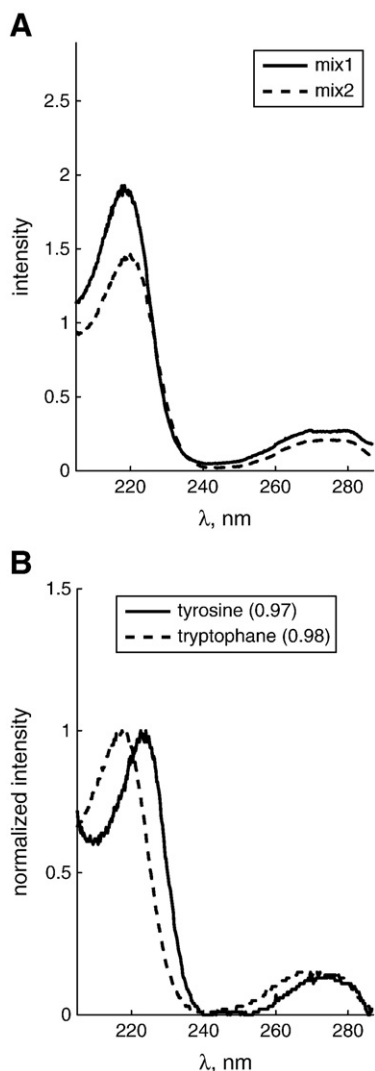 A
mix1
mix2
2.5
2
1.5
1
0.5
0
intensity
220 240 260 280
λ, nm
B
1.5
tyrosine (0.97)
tryptophane (0.98)
1
0.5
0
normalized intensity
220 240 260 280
λ, nm